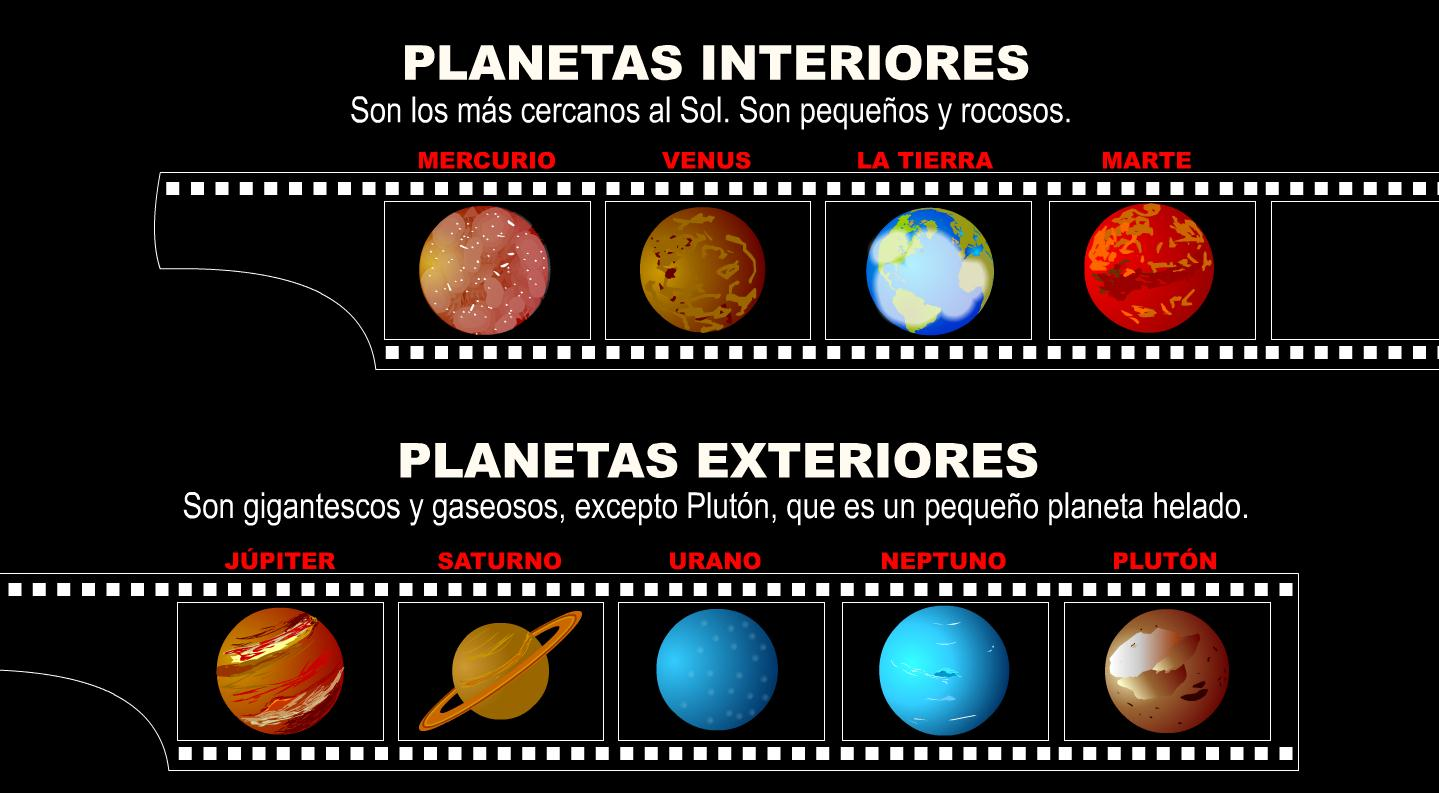 PLANETAS INTERIORES
Son los más cercanos al Sol. Son pequeños y rocosos.
MERCURIO VENUS LA TIERRA MARTE
PLANETAS EXTERIORES
Son gigantescos y gaseosos, excepto Plutón, que es un pequeño planeta helado.
JÚPITER SATURNO URANO NEPTUNO PLUTÓN